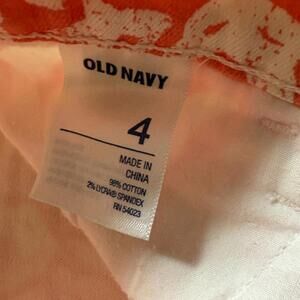 OLD NAVY
4
MADE IN
CHINA
98% COTTON
2% LYCRA® SPANDEX
RN 54023